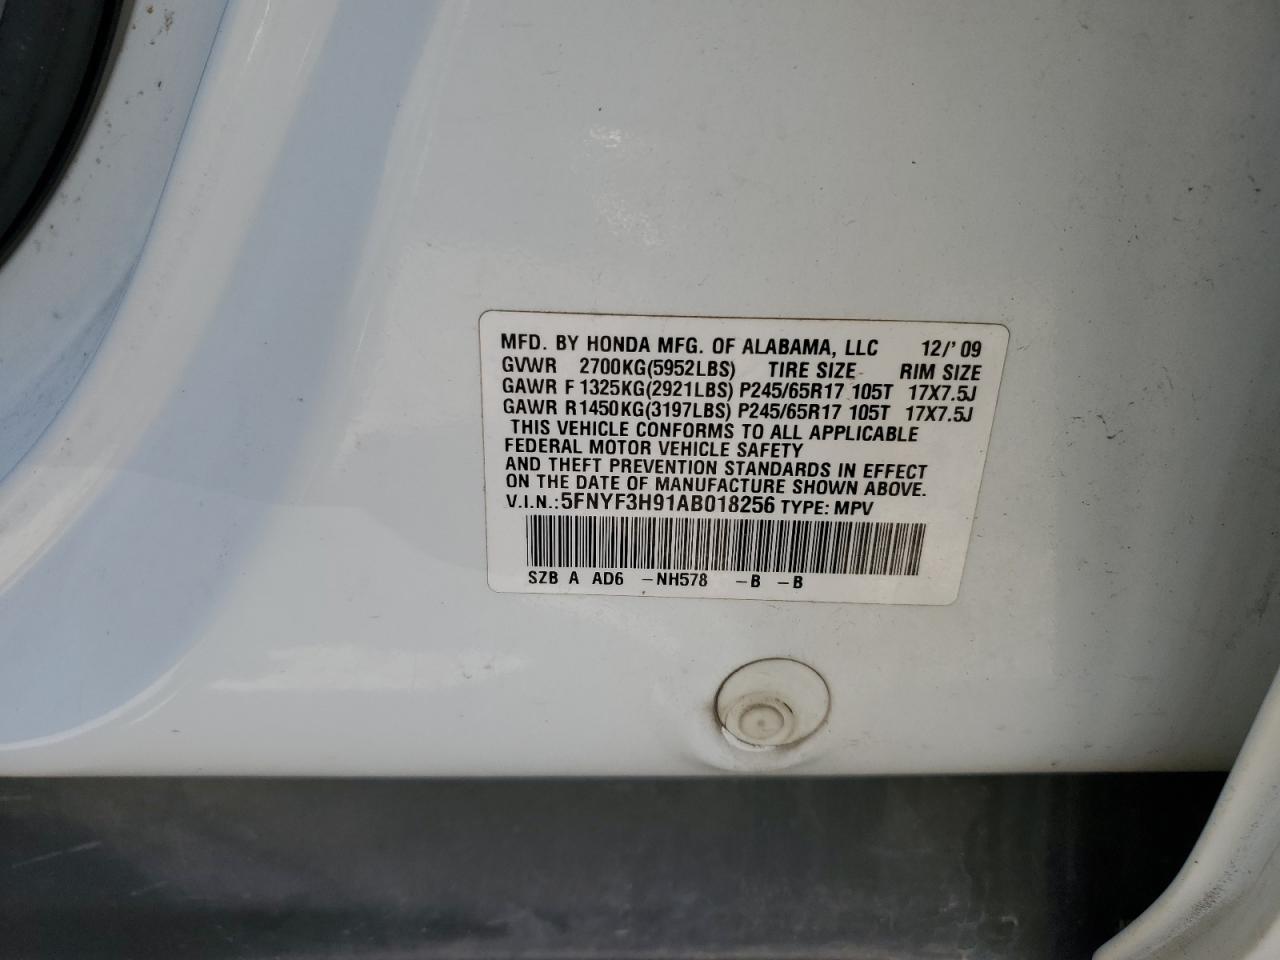 MFD. BY HONDA MFG. OF ALABAMA, LLC 12/'09
GVWR 2700KG(5952LBS) TIRE SIZE RIM SIZE
GAWR F 1325KG(2921LBS) P245/65R17 105T 17X7.5J
GAWR R1450KG(3197LBS) P245/65R17 105T 17X7.5J
THIS VEHICLE CONFORMS TO ALL APPLICABLE
FEDERAL MOTOR VEHICLE SAFETY
AND THEFT PREVENTION STANDARDS IN EFFECT
ON THE DATE OF MANUFACTURE SHOWN ABOVE.
V.I.N.:5FNYF3H91AB018256 TYPE: MPV
SZB A AD6 -NH578 -B -B